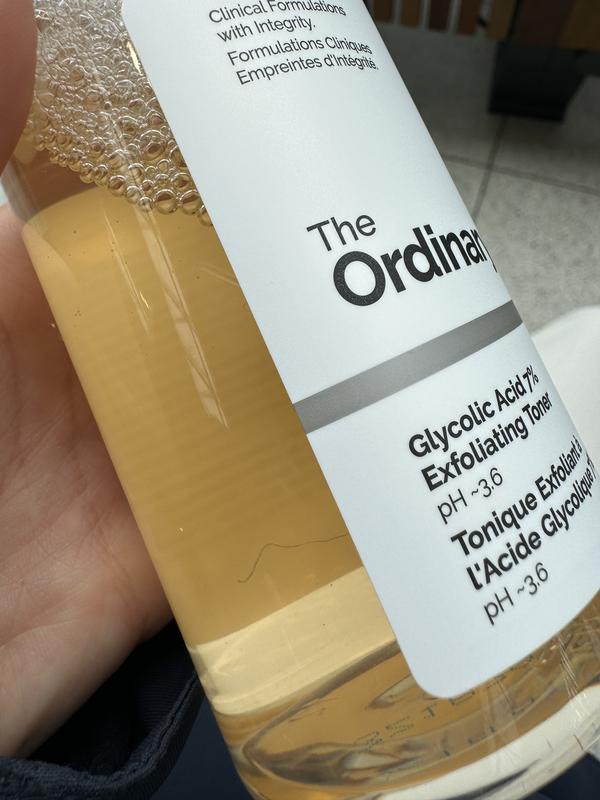 Clinical Formulations
with Integrity.
Formulations Cliniques
Empreintes d'Intégrité.
The
Ordinary
Glycolic Acid 7%
Exfoliating Toner
pH ~3.6
Tonique Exfoliant à
l'Acide Glycolique
pH ~3.6